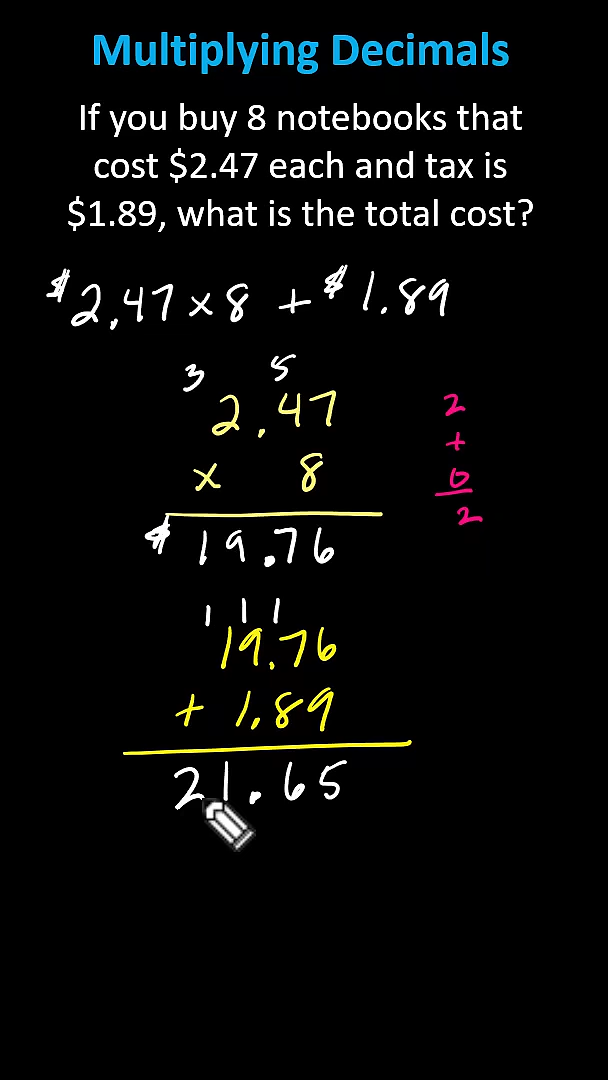 Multiplying Decimals
If you buy 8 notebooks that
cost $2.47 each and tax is
$1.89, what is the total cost?
$2.47 x 8 + $1.89
3 5
2.47
x 8
$19.76
2
+
0
2
1 1 1
19.76
+ 1.89
21.65